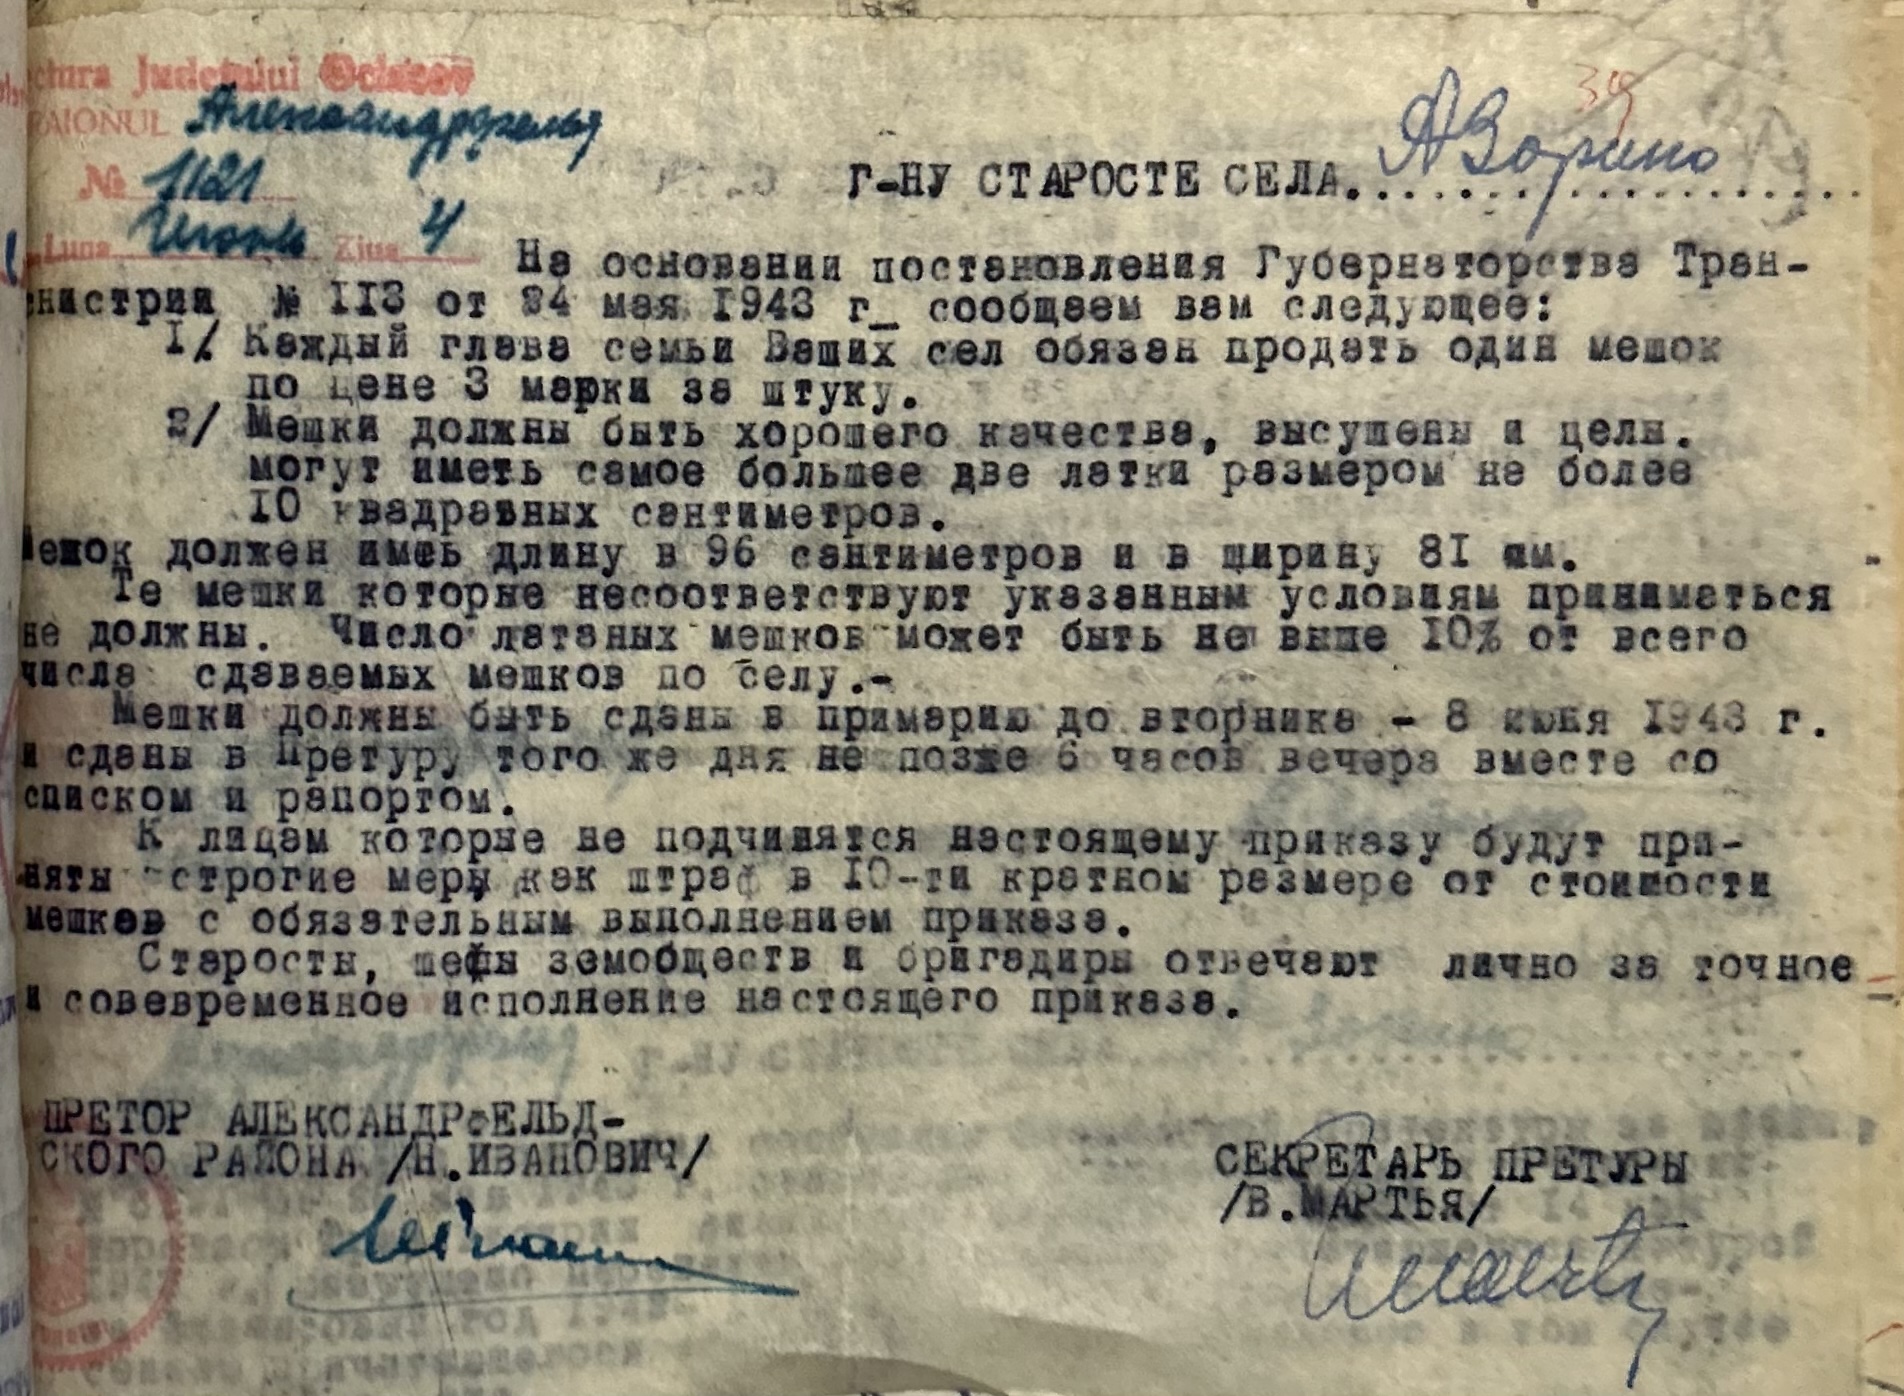 Judetului Ociacov
RAIONUL Александрфельд
39
№ 1121
Г-НУ СТАРОСТЕ СЕЛА. А Зорино
Luna Июнь Ziua 4
На основании постановления Губернаторства Тран-
снистрии № 113 от 24 мая 1943 г_ сообщаем вам следующее:
1/. Каждый глава семьи Ваших сел обязан продать один мешок
по цене 3 марки за штуку.
2/ Мешки должны быть хорошего качества, высушены и целы.
могут иметь самое большее две латки размером не более
10 квадратных сантиметров.
Мешок должен имеь длину в 96 сантиметров и в ширину 81 см.
Те мешки которые несоответствуют указанным условиям приниматься
не должны. Число латаных мешков может быть не выше 10% от всего
числа сдаваемых мешков по селу.-
Мешки должны быть сданы в примарию до вторника - 8 июня 1943 г.
и сданы в Претуру того же дня не позже 6 часов вечера вместе со
списком и рапортом.
К лицам которые не подчинятся настоящему приказу будут при-
няты строгие меры, как штраф в 10-ти кратном размере от стоимости
мешков с обязательным выполнением приказа.
Старосты, шефы земобществ и бригадиры отвечают лично за точное
и совевременное исполнение настоящего приказа.
ПРЕТОР АЛЕКСАНДРФЕЛЬД-
СКОГО РАЙОНА /Н.ИВАНОВИЧ/
СЕКРЕТАРЬ ПРЕТУРЫ
/В.МАРТЬЯ/